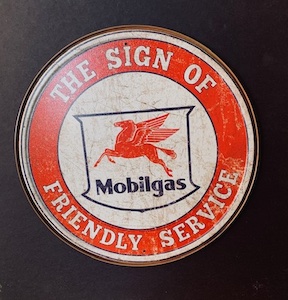 THE SIGN OF
Mobilgas
FRIENDLY SERVICE